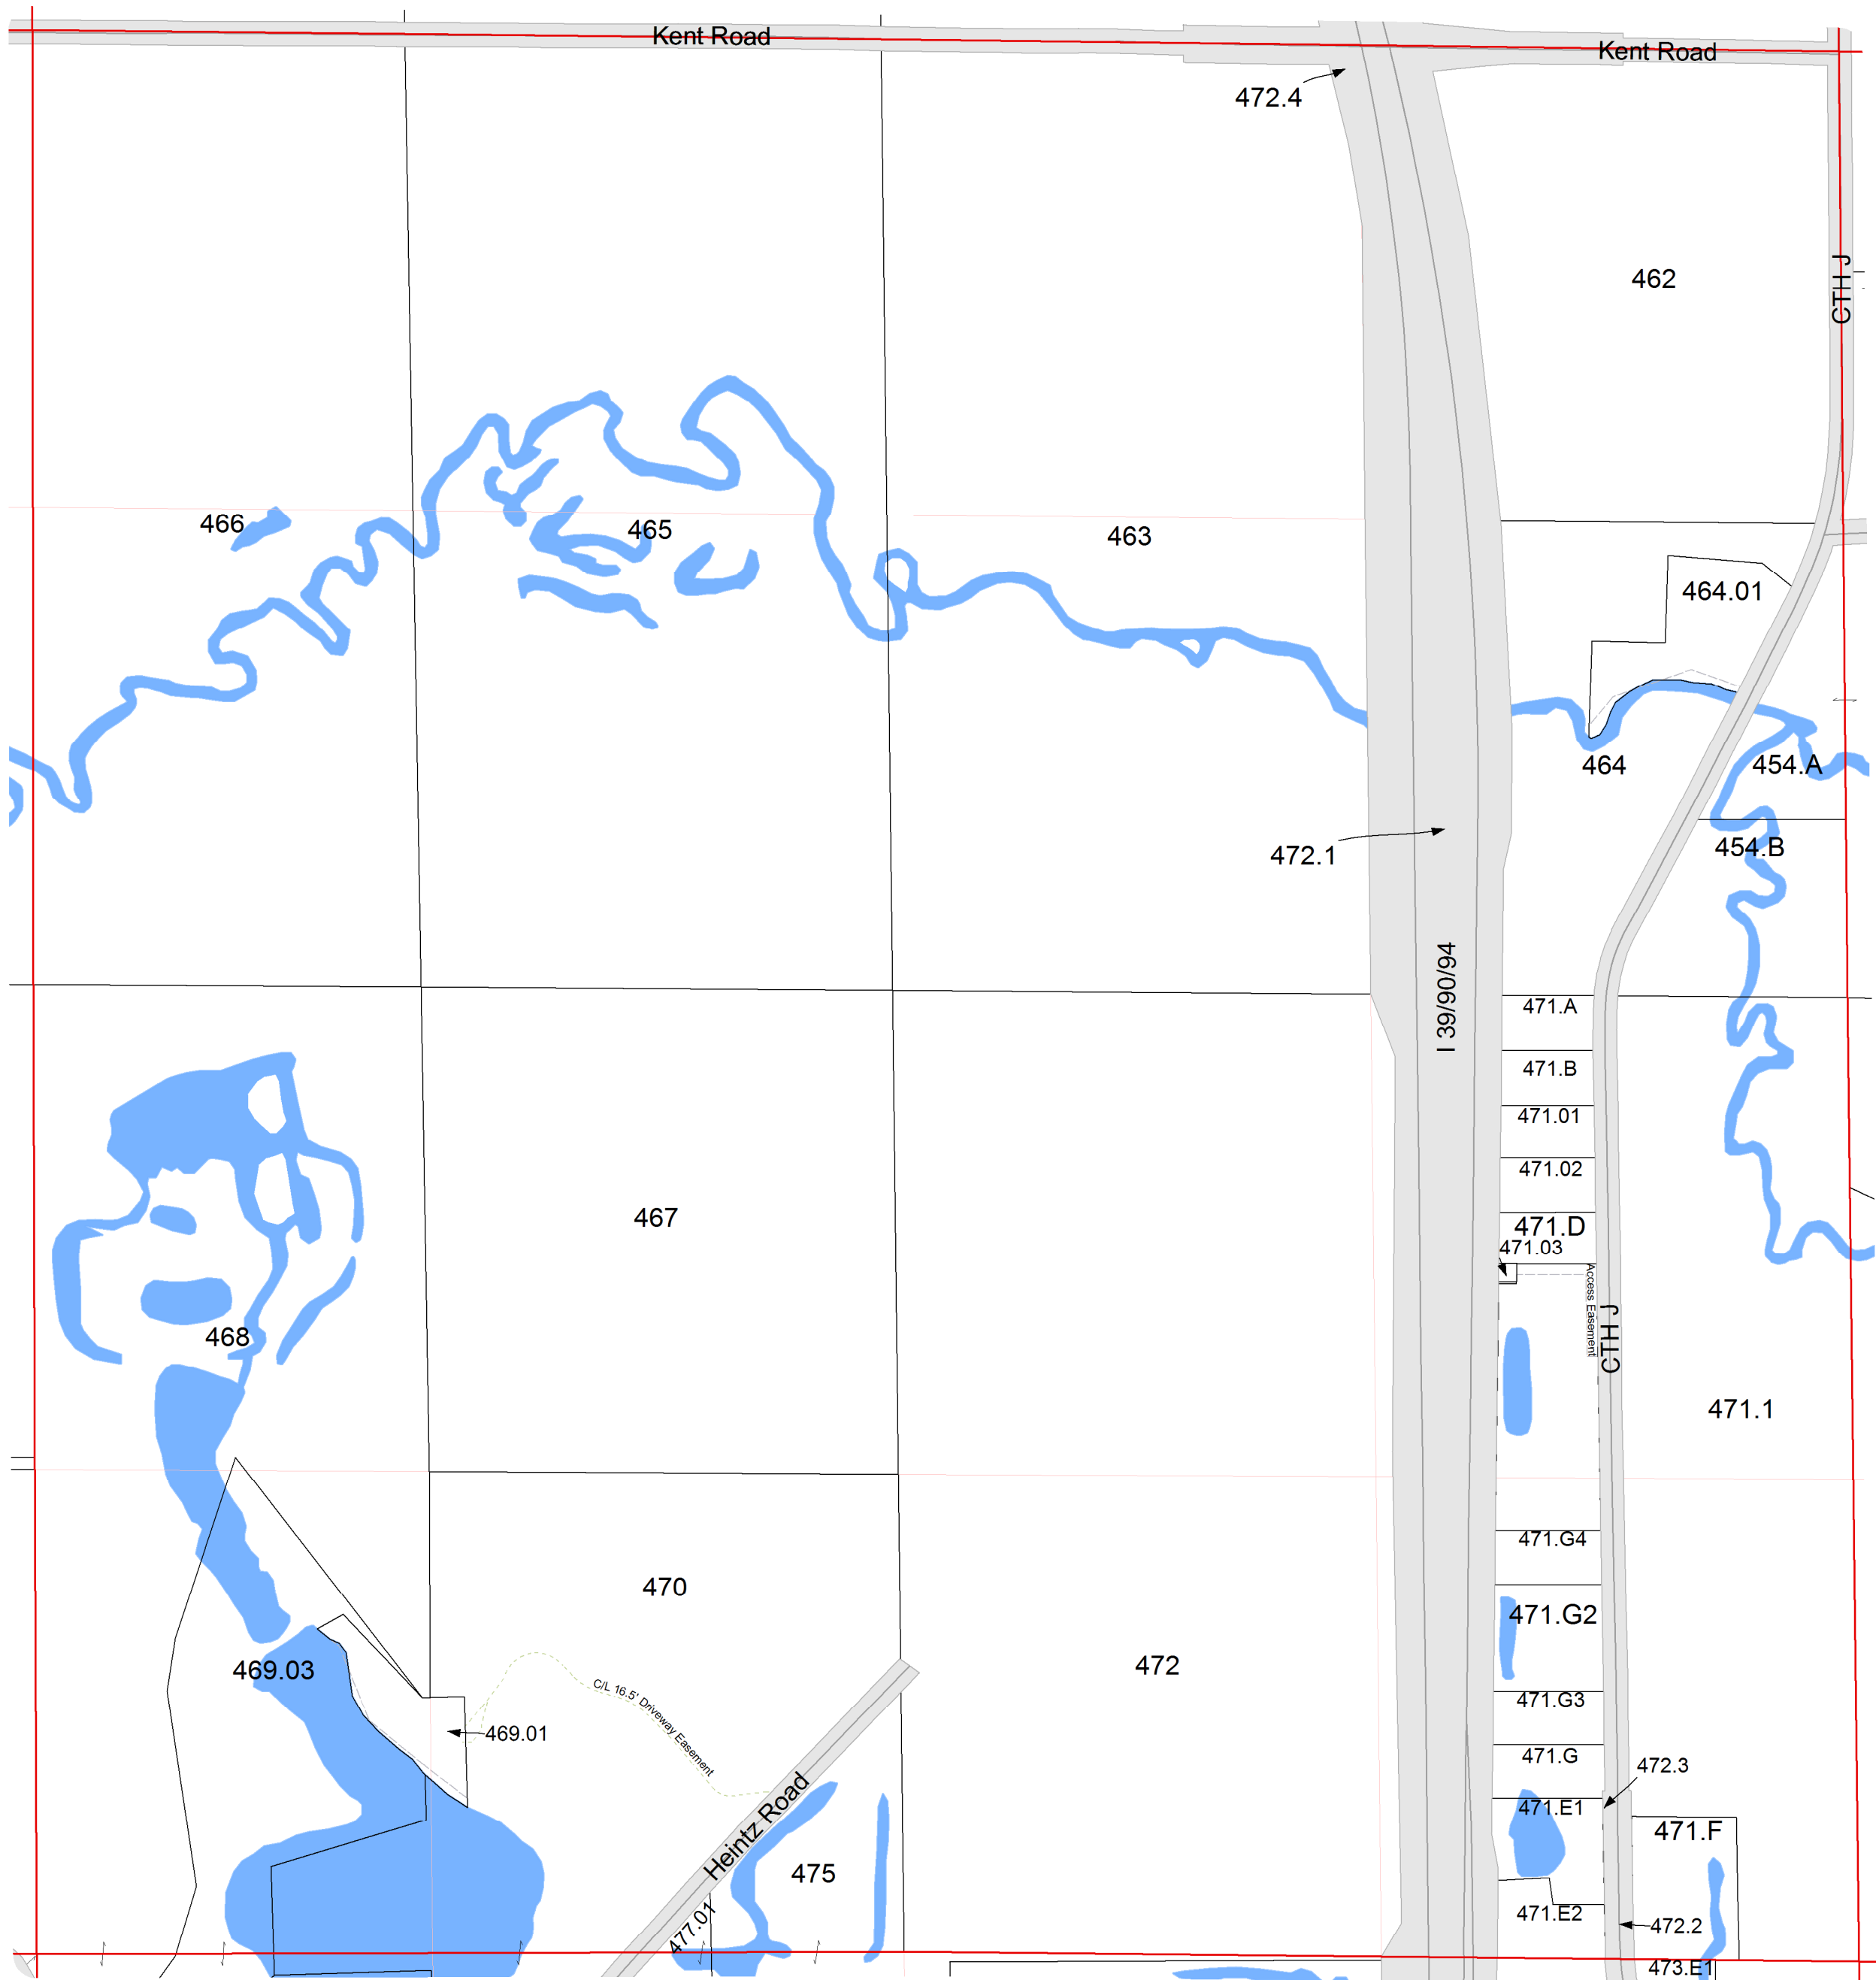 Kent Road
Kent Road
472.4
462
CTH J
466
465
463
464.01
464
454.A
454.B
472.1
I 39/90/94
471.A
471.B
471.01
471.02
467
471.D
471.03
Access Easement
CTH J
468
471.1
471.G4
470
471.G2
472
469.03
C/L 16.5' Driveway Easement
469.01
471.G3
471.G
472.3
471.E1
Heintz Road
471.F
475
477.01
471.E2
472.2
473.E1